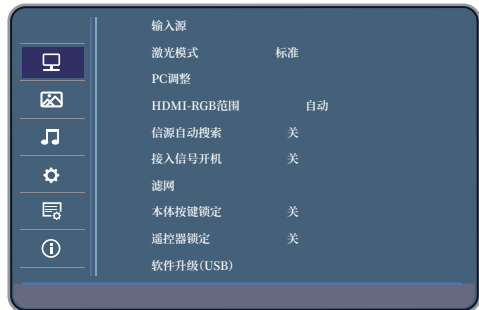 输入源
激光模式 标准
PC调整
HDMI-RGB范围 自动
信源自动搜索 关
接入信号开机 关
滤网
本体按键锁定 关
遥控器锁定 关
软件升级(USB)